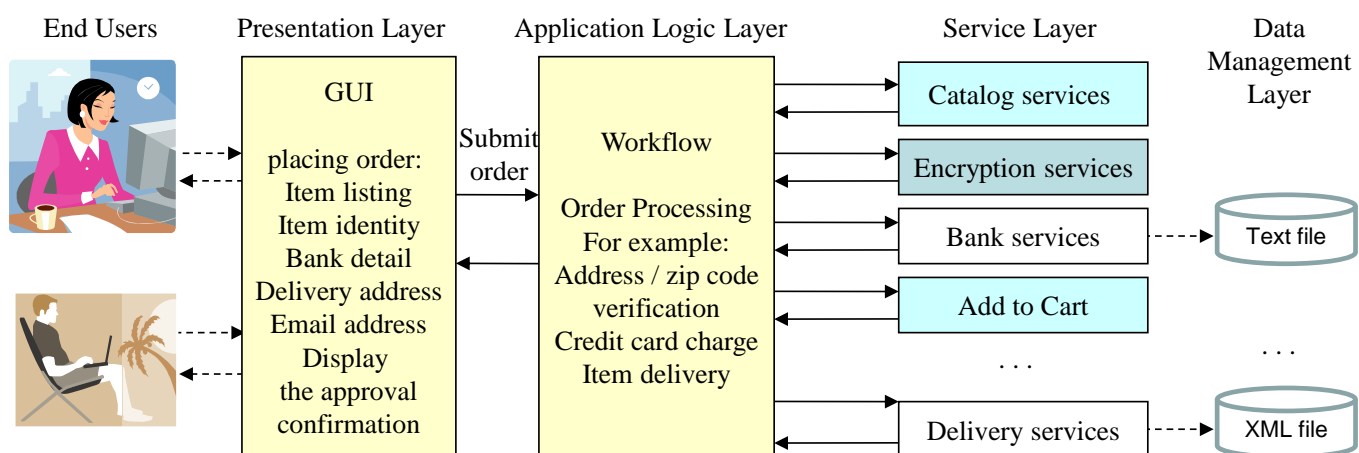 End Users
Presentation Layer
Application Logic Layer
Service Layer
Data
Management
Layer
GUI
placing order:
Item listing
Item identity
Bank detail
Delivery address
Email address
Display
the approval
confirmation
Submit
order
Workflow
Order Processing
For example:
Address / zip code
verification
Credit card charge
Item delivery
Catalog services
Encryption services
Bank services
Add to Cart
. . .
Delivery services
Text file
. . .
XML file